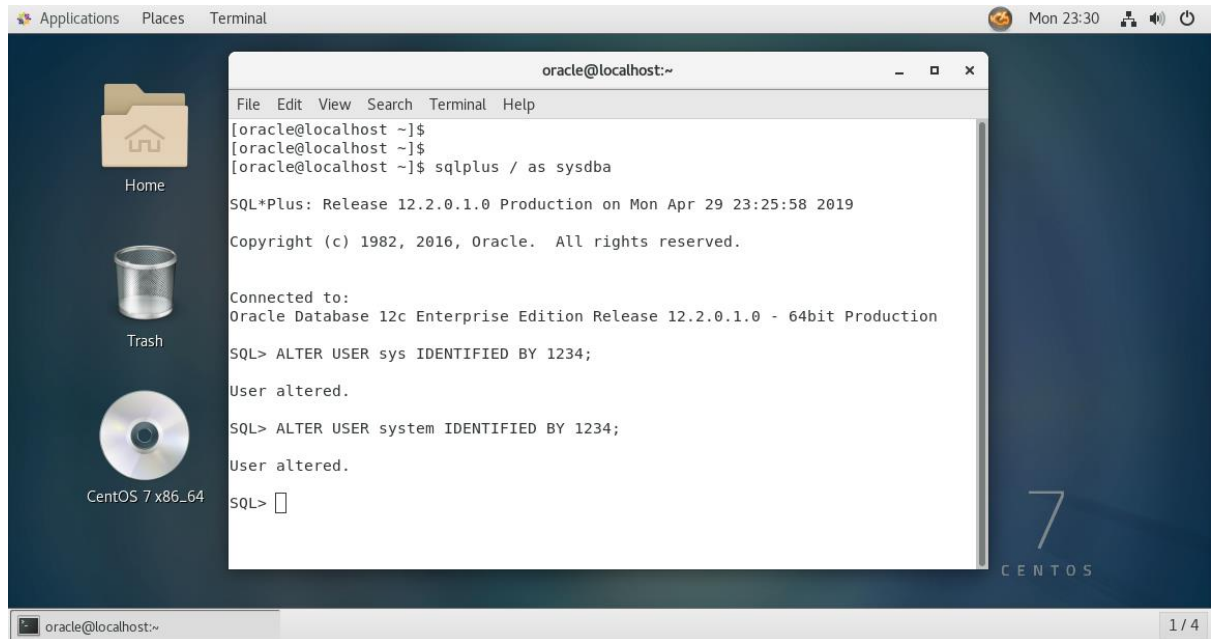 Applications Places Terminal
Mon 23:30
oracle@localhost:~
File Edit View Search Terminal Help
[oracle@localhost ~]$
[oracle@localhost ~]$
[oracle@localhost ~]$ sqlplus / as sysdba
SQL*Plus: Release 12.2.0.1.0 Production on Mon Apr 29 23:25:58 2019
Copyright (c) 1982, 2016, Oracle.  All rights reserved.
Connected to:
Oracle Database 12c Enterprise Edition Release 12.2.0.1.0 - 64bit Production
SQL> ALTER USER sys IDENTIFIED BY 1234;
User altered.
SQL> ALTER USER system IDENTIFIED BY 1234;
User altered.
SQL>
Home
Trash
CentOS 7 x86_64
7
CENTOS
oracle@localhost:~
1 / 4